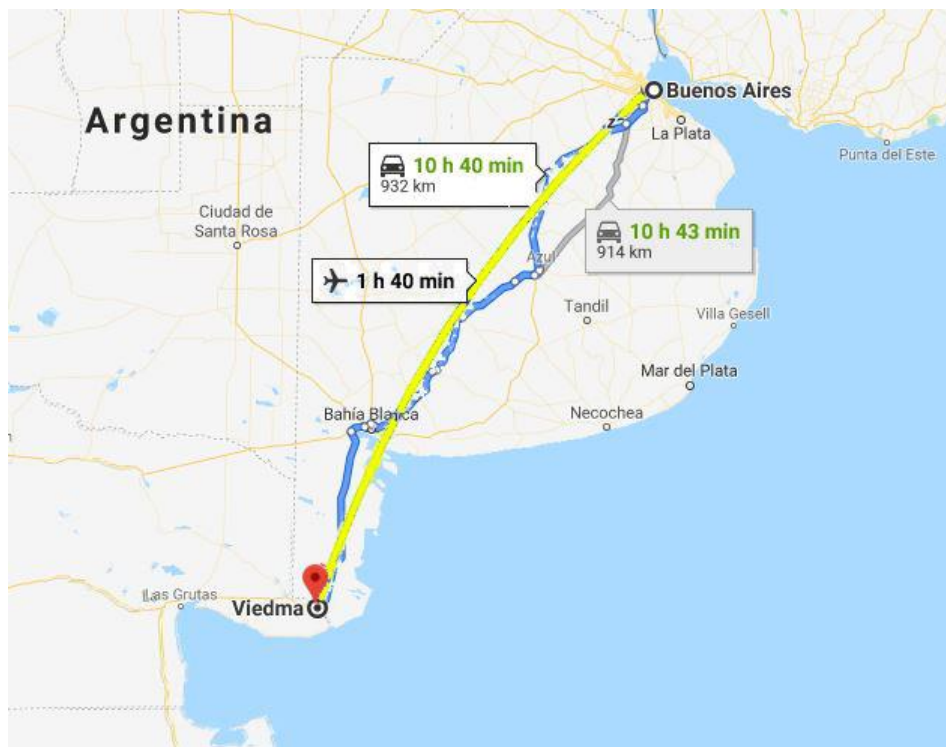 Buenos Aires
Argentina
La Plata
Punta del Este
10 h 40 min
932 km
Ciudad de
Santa Rosa
10 h 43 min
914 km
Azul
1 h 40 min
Tandil
Villa Gesell
Mar del Plata
Bahía Blanca
Necochea
Las Grutas
Viedma